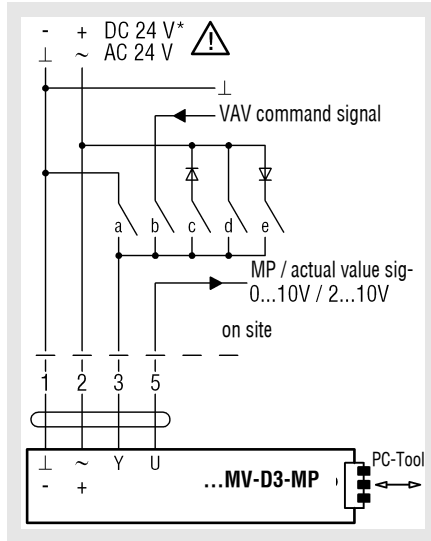 - + DC 24 V*
⊥ ~ AC 24 V
⊥
VAV command signal
a b c d e
MP / actual value sig-
0...10V / 2...10V
on site
1 2 3 5
⊥ ~ Y U
- +
...MV-D3-MP
PC-Tool